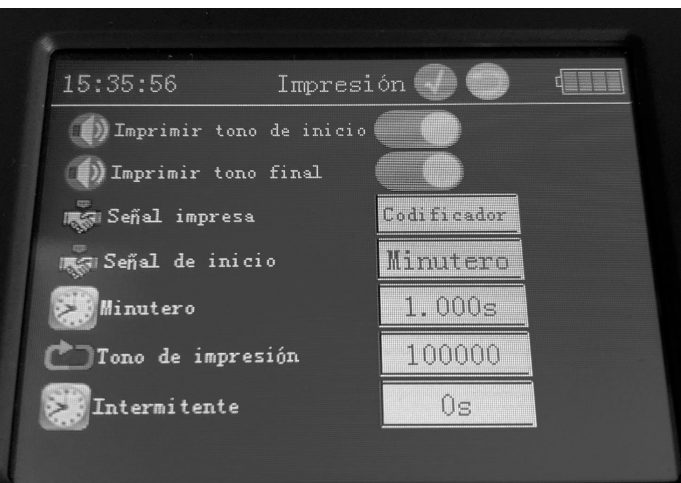 15:35:56 Impresión
Imprimir tono de inicio
Imprimir tono final
Señal impresa Codificador
Señal de inicio Minutero
Minutero 1.000s
Tono de impresión 100000
Intermitente 0s